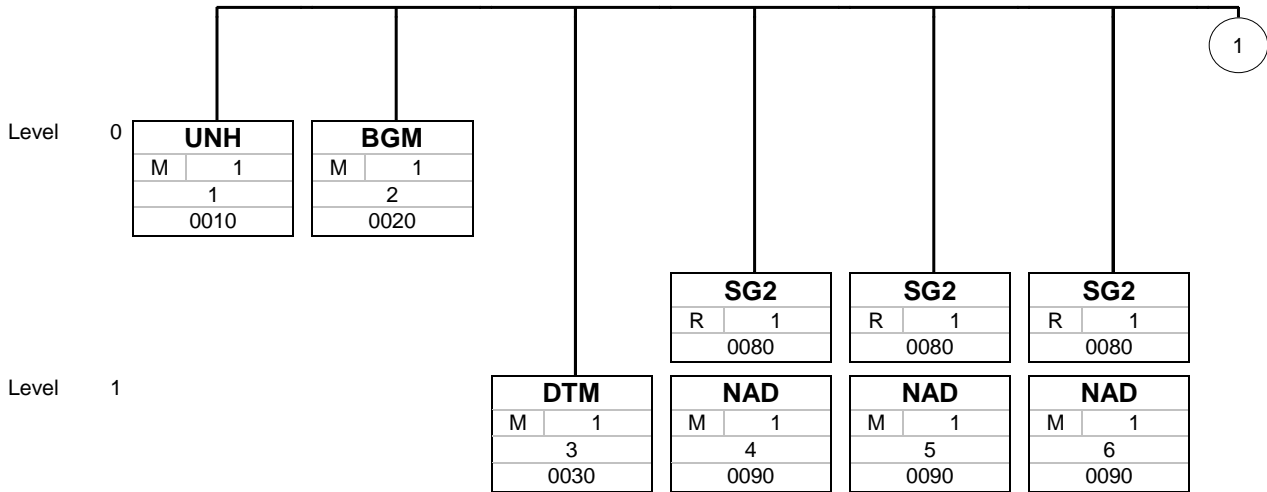 1
Level 0
UNH BGM
M 1 M 1
1 2
0010 0020
SG2 SG2 SG2
R 1 R 1 R 1
0080 0080 0080
Level 1
DTM NAD NAD NAD
M 1 M 1 M 1 M 1
3 4 5 6
0030 0090 0090 0090